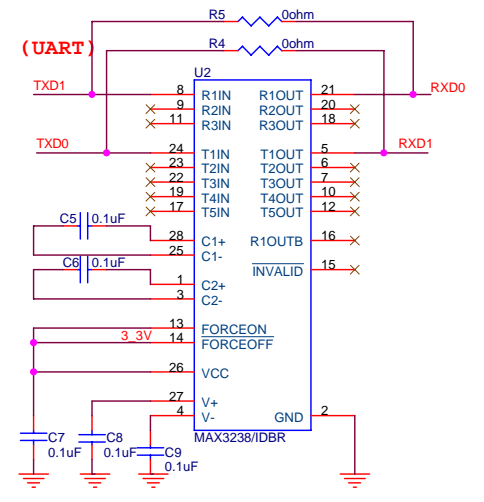 R5 0ohm
R4 0ohm
(UART)
U2
TXD1 8 R1IN R1OUT 21 RXD0
9 R2IN R2OUT 20
11 R3IN R3OUT 18
TXD0 24 T1IN T1OUT 5 RXD1
23 T2IN T2OUT 6
22 T3IN T3OUT 7
19 T4IN T4OUT 10
17 T5IN T5OUT 12
C5 0.1uF
28 C1+ R1OUTB 16
25 C1-
C6 0.1uF
INVALID 15
1 C2+
3 C2-
13 FORCEON
3_3V 14 FORCEOFF
26 VCC
27 V+
4 V- GND 2
MAX3238/IDBR
C7 C8 C9
0.1uF 0.1uF 0.1uF